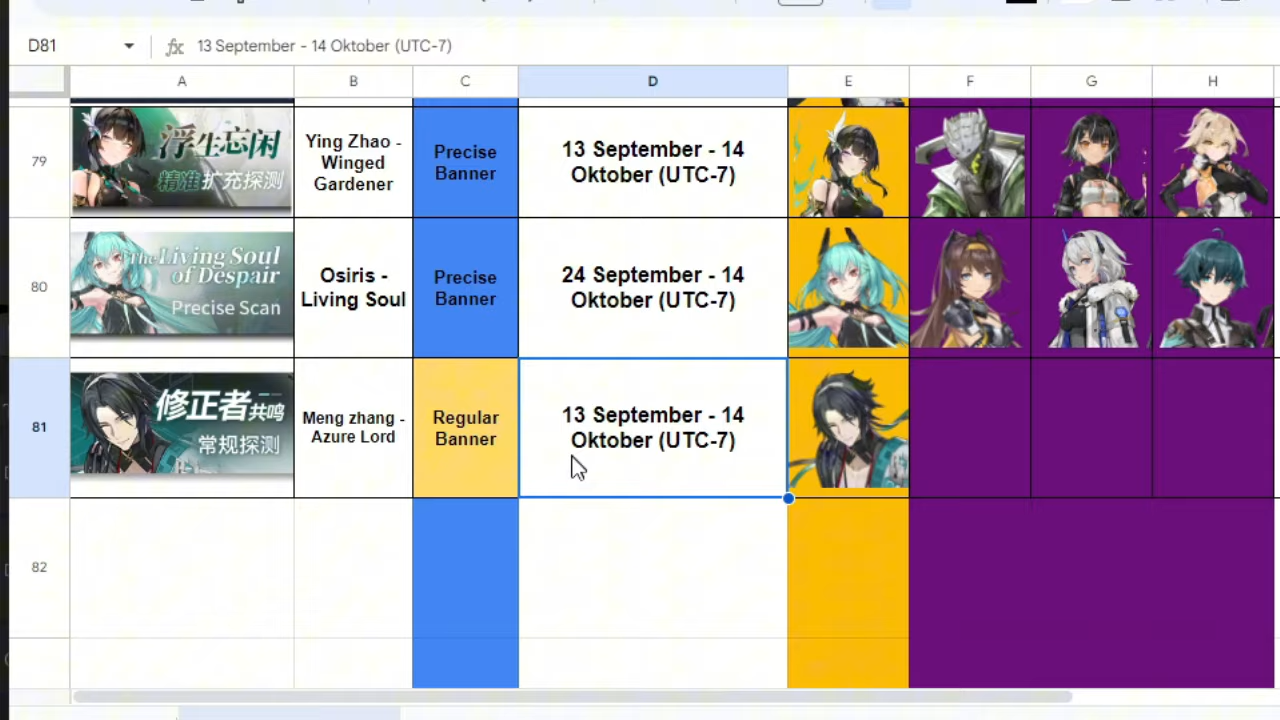 D81
fx
13 September - 14 Oktober (UTC-7)
A
B
C
D
E
F
G
H
79
浮生忘闲
精准扩充探测
Ying Zhao -
Winged
Gardener
Precise
Banner
13 September - 14
Oktober (UTC-7)
80
The Living Soul
of Despair
Precise Scan
Osiris -
Living Soul
Precise
Banner
24 September - 14
Oktober (UTC-7)
81
修正者共鸣
常规探测
Meng zhang -
Azure Lord
Regular
Banner
13 September - 14
Oktober (UTC-7)
82